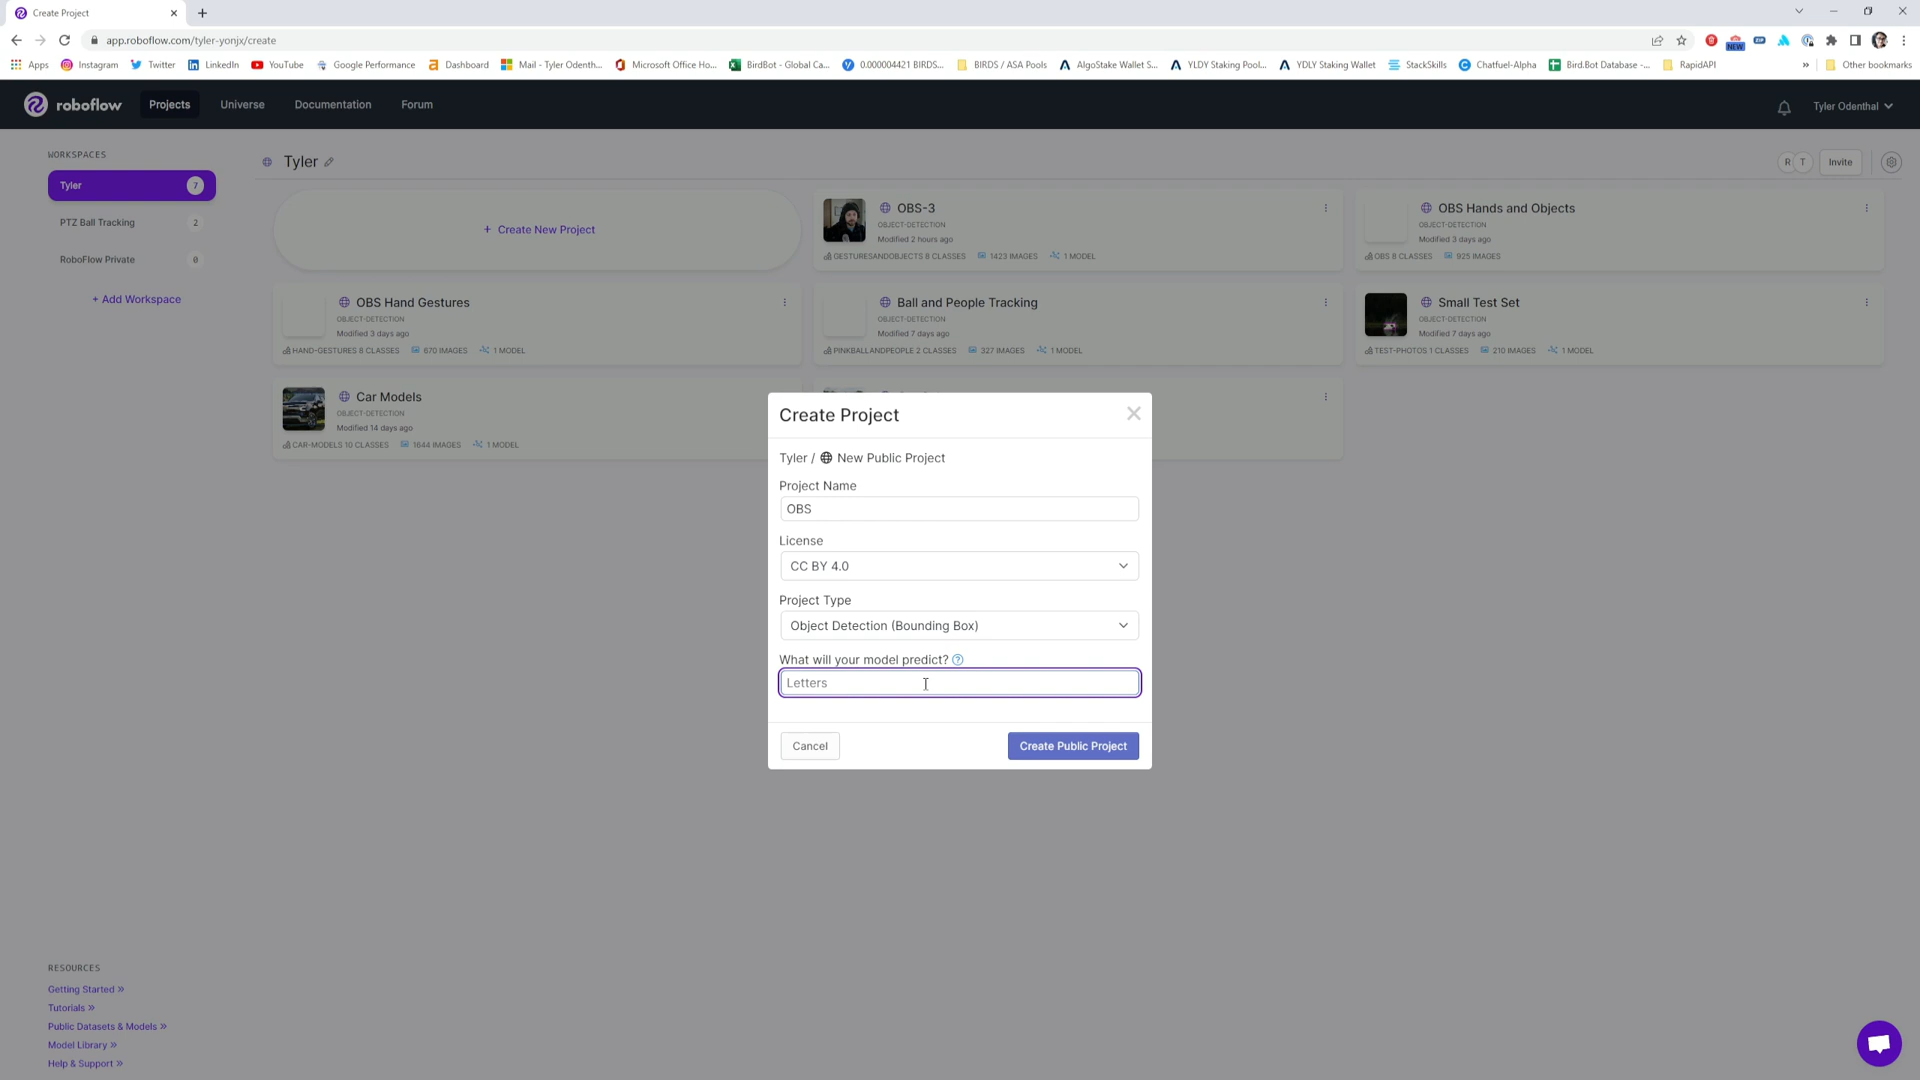 Create Project
app.roboflow.com/tyler-yonjx/create
NEW
ZIP
Apps
Instagram
Twitter
LinkedIn
YouTube
Google Performance
Dashboard
Mail - Tyler Odenth...
Microsoft Office Ho...
BirdBot - Global Ca...
0.000004421 BIRDS...
BIRDS / ASA Pools
AlgoStake Wallet S...
YLDY Staking Pool...
YDLY Staking Wallet
StackSkills
Chatfuel-Alpha
Bird.Bot Database -...
RapidAPI
»
Other bookmarks
roboflow
Projects
Universe
Documentation
Forum
Tyler Odenthal
WORKSPACES
Tyler
7
PTZ Ball Tracking
2
RoboFlow Private
0
+ Add Workspace
Tyler
R T
Invite
+ Create New Project
OBS-3
OBJECT-DETECTION
Modified 2 hours ago
GESTURESANDOBJECTS 8 CLASSES 1423 IMAGES 1 MODEL
OBS Hands and Objects
OBJECT-DETECTION
Modified 3 days ago
OBS 8 CLASSES 925 IMAGES
OBS Hand Gestures
OBJECT-DETECTION
Modified 3 days ago
HAND-GESTURES 6 CLASSES 670 IMAGES 1 MODEL
Ball and People Tracking
OBJECT-DETECTION
Modified 7 days ago
PINKBALLANDPEOPLE 2 CLASSES 327 IMAGES 1 MODEL
Small Test Set
OBJECT-DETECTION
Modified 7 days ago
TEST-PHOTOS 1 CLASSES 210 IMAGES 1 MODEL
Car Models
OBJECT-DETECTION
Modified 14 days ago
CAR-MODELS 10 CLASSES 1644 IMAGES 1 MODEL
Create Project
Tyler / New Public Project
Project Name
OBS
License
CC BY 4.0
Project Type
Object Detection (Bounding Box)
What will your model predict? ?
Letters
Cancel
Create Public Project
RESOURCES
Getting Started »
Tutorials »
Public Datasets & Models »
Model Library »
Help & Support »